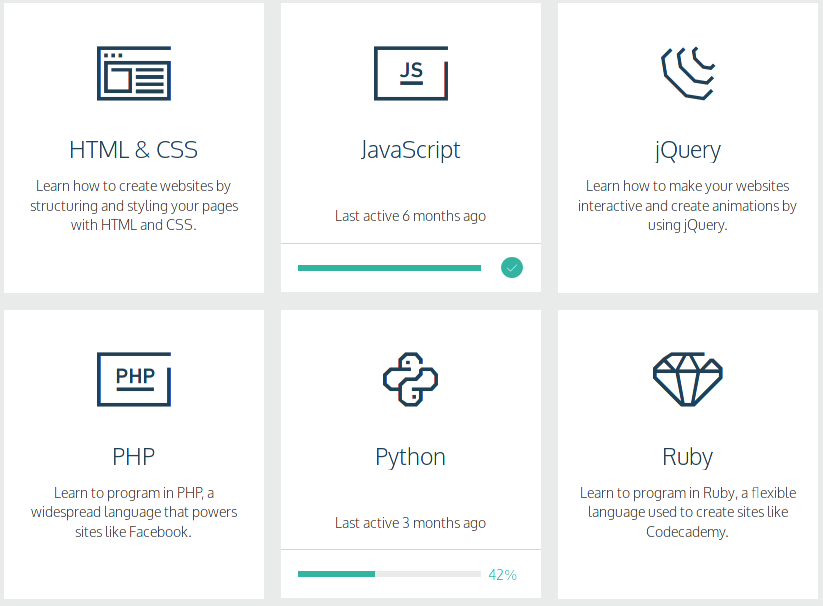 JS
HTML & CSS
Learn how to create websites by
structuring and styling your pages
with HTML and CSS.
JavaScript
Last active 6 months ago
jQuery
Learn how to make your websites
interactive and create animations by
using jQuery.
PHP
PHP
Learn to program in PHP, a
widespread language that powers
sites like Facebook.
Python
Last active 3 months ago
42%
Ruby
Learn to program in Ruby, a flexible
language used to create sites like
Codecademy.